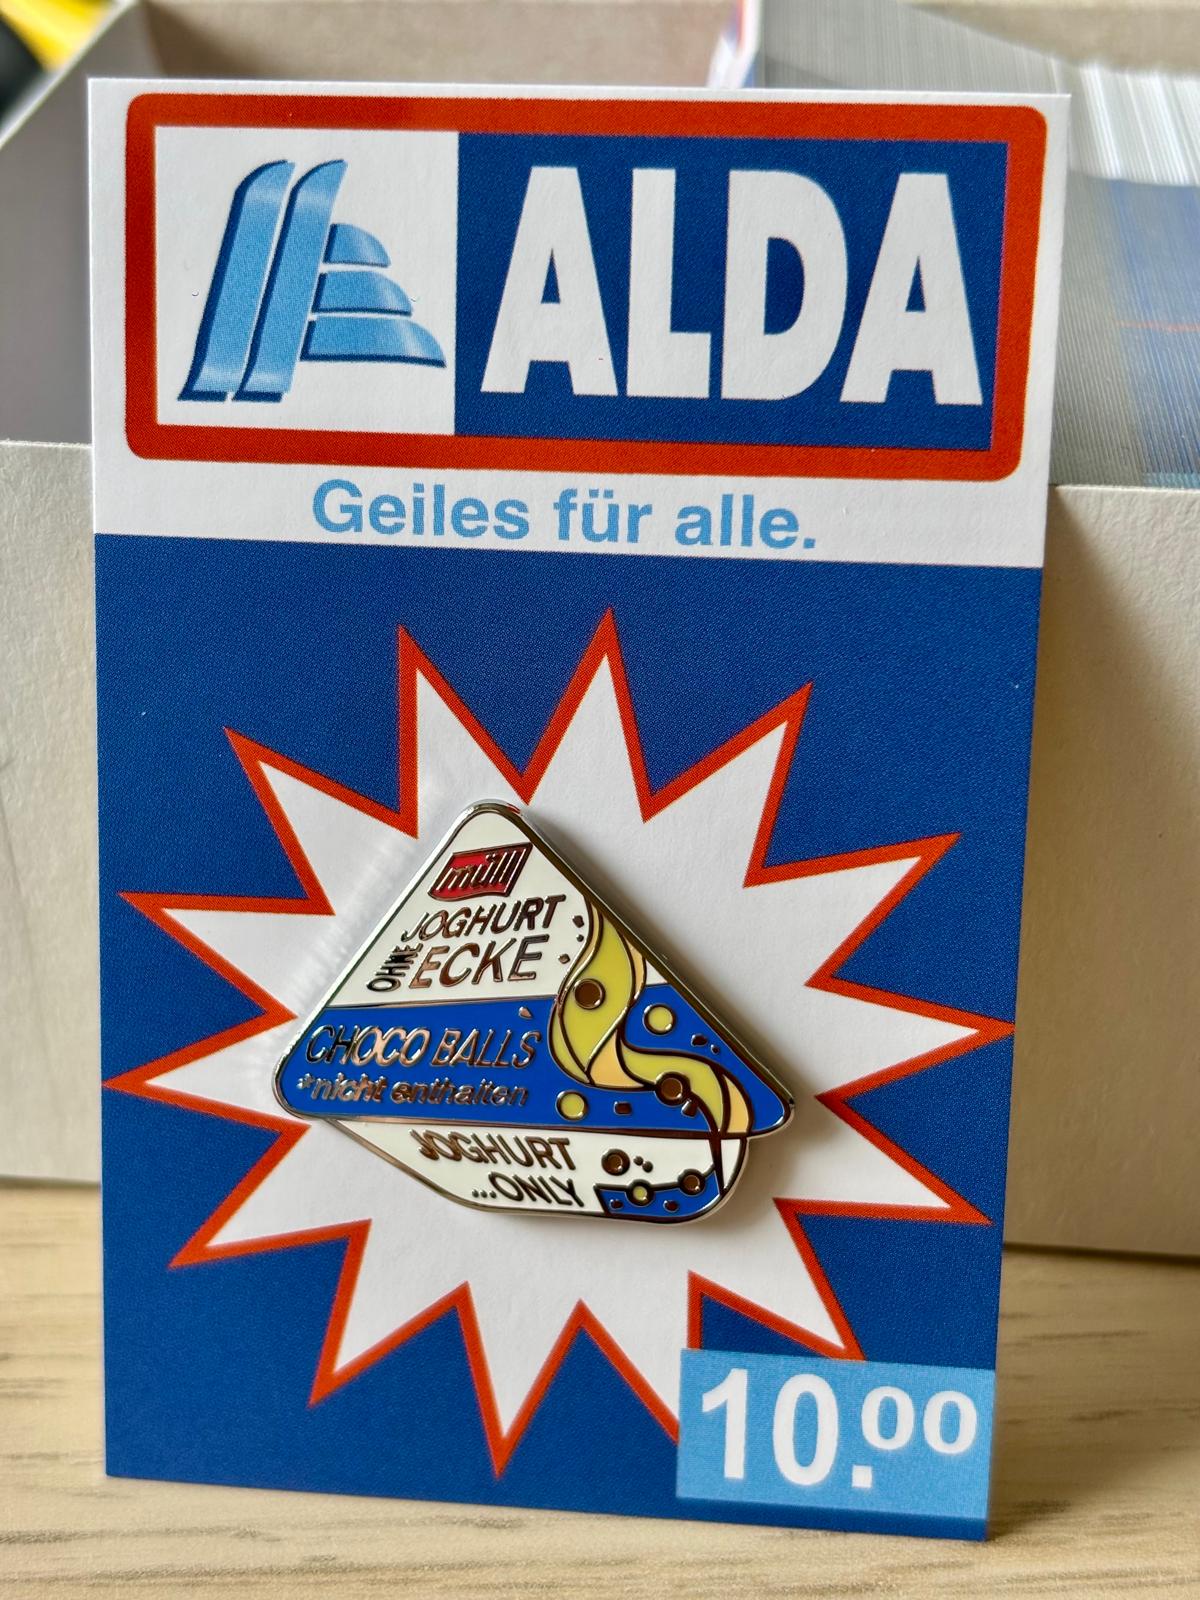 ALDA
Geiles für alle.
müll
JOGHURT
OHNE ECKE
CHOCO BALLS
*nicht enthalten
JOGHURT
...ONLY
10.00